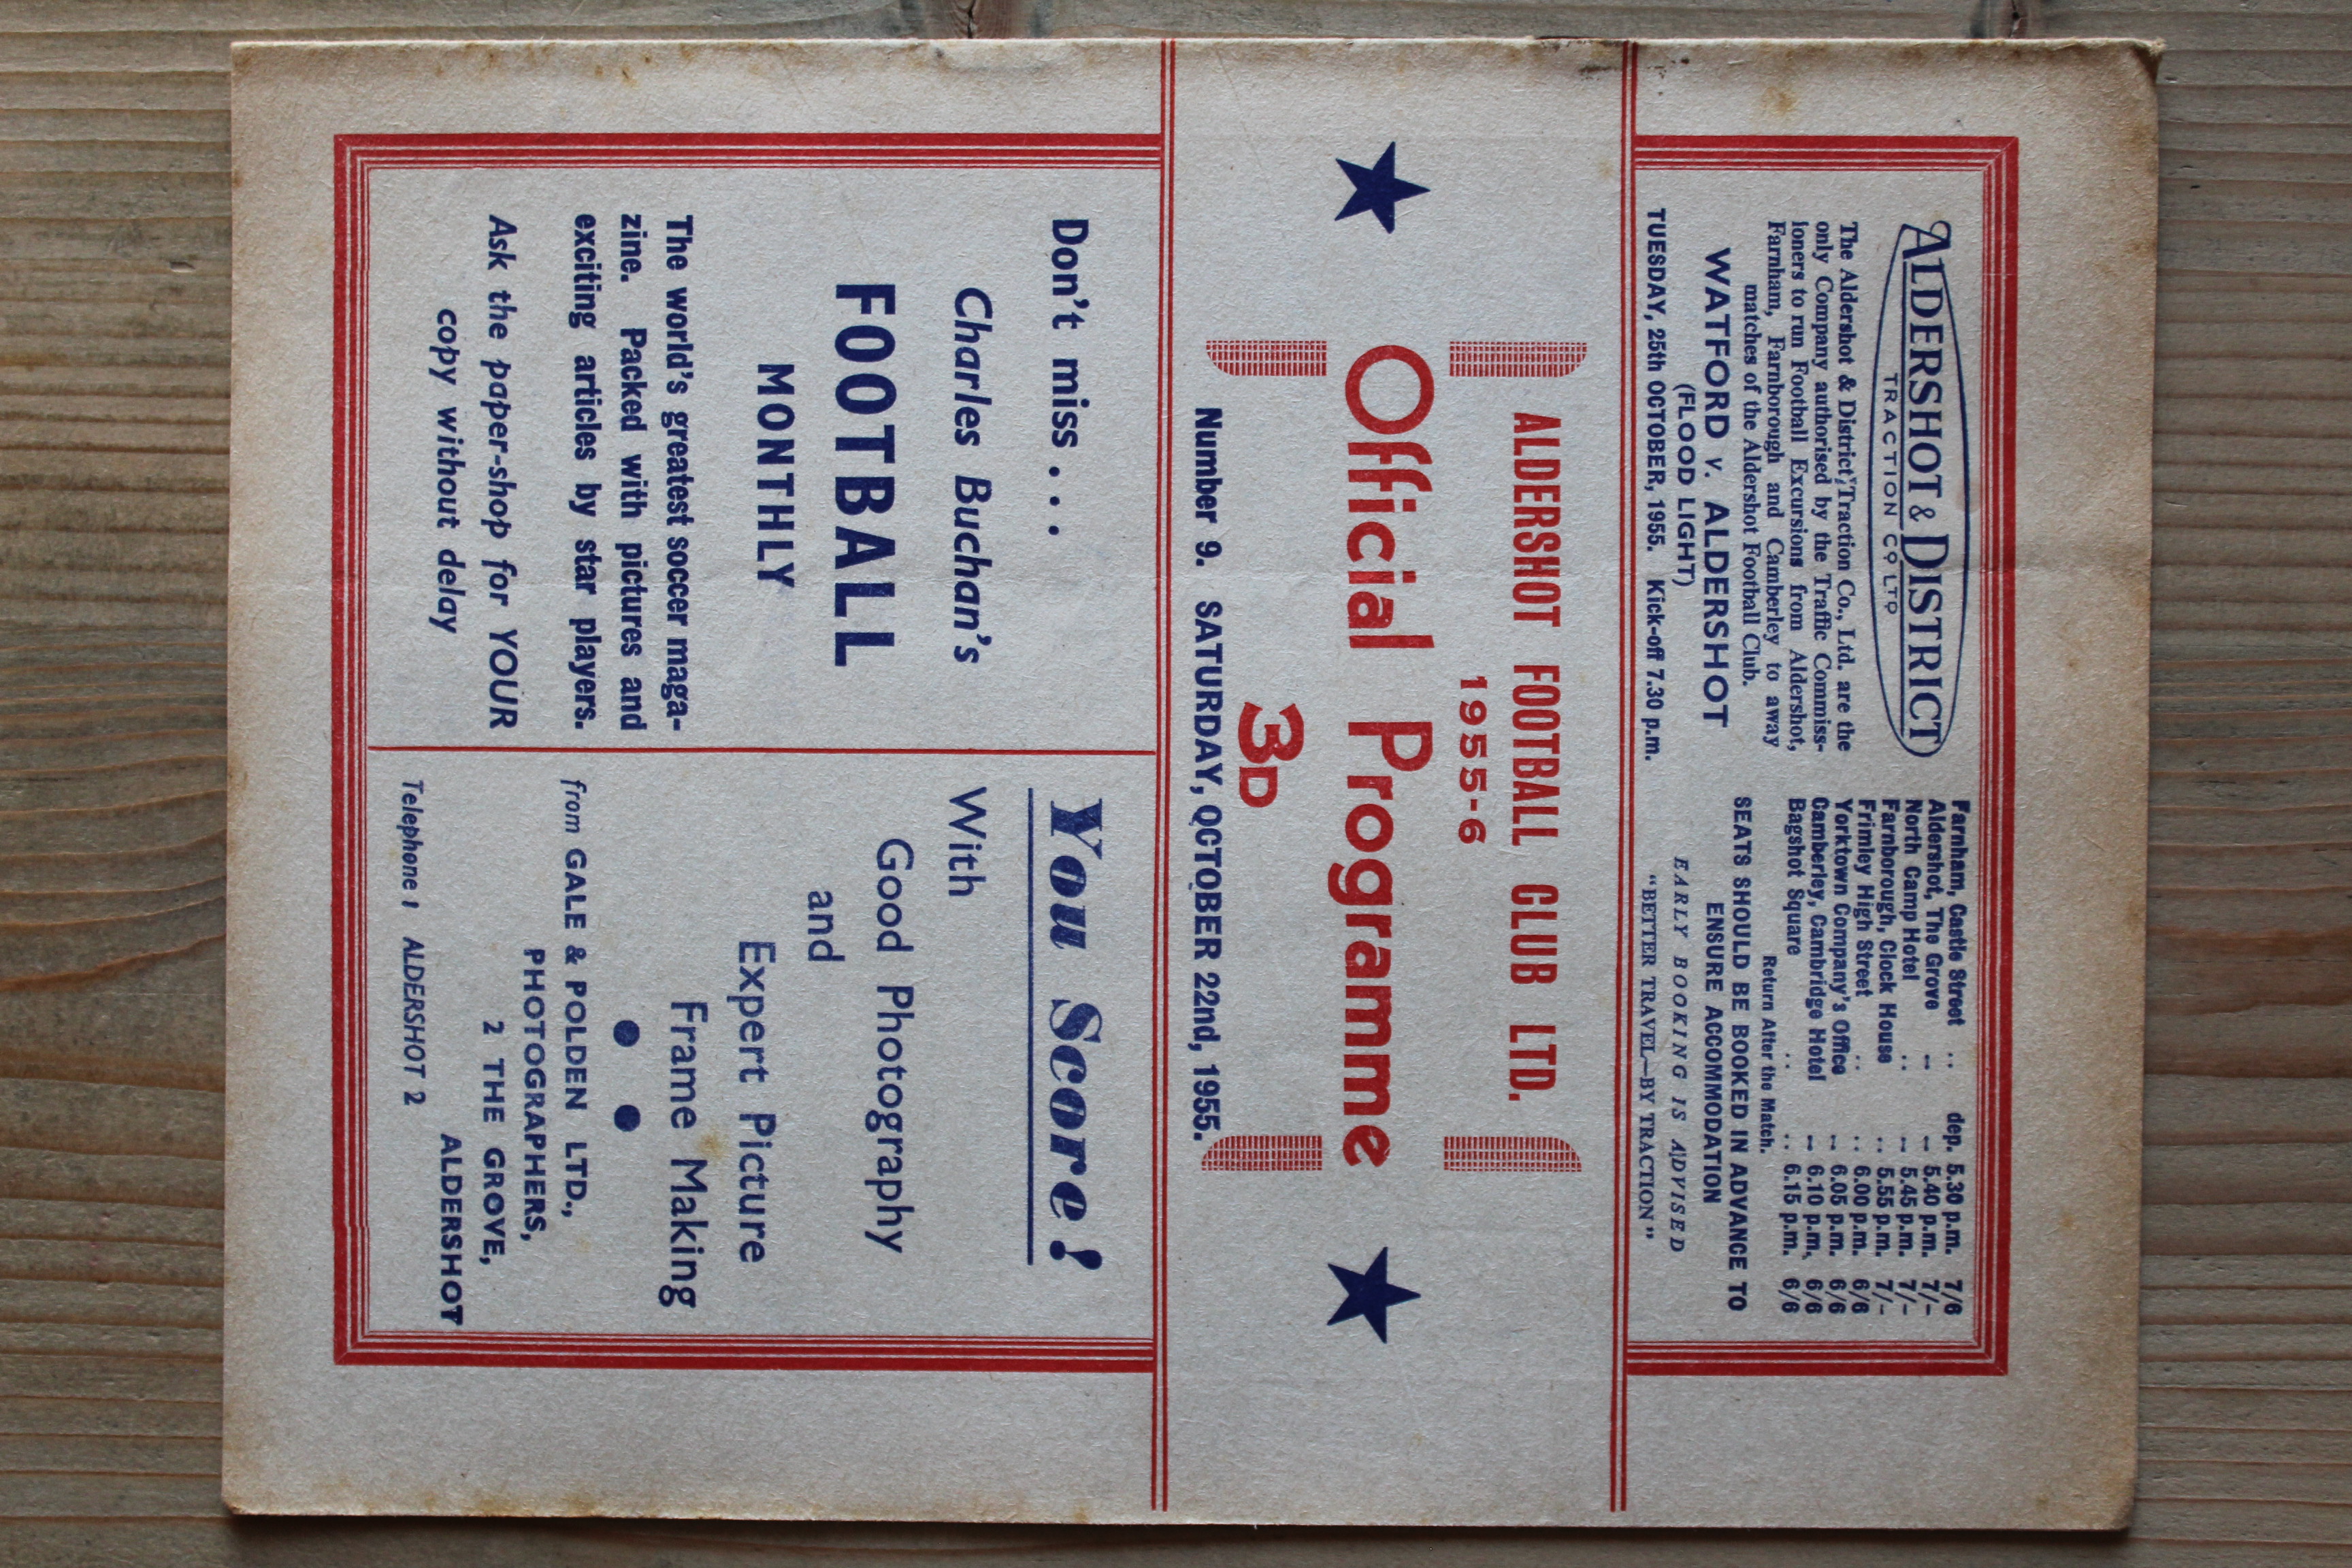 ALDERSHOT & DISTRICT
TRACTION CO LTD
The Aldershot & District Traction Co., Ltd. are the
only Company authorised by the Traffic Commiss-
ioners to run Football Excursions from Aldershot,
Farnham, Farnborough and Camberley to away
matches of the Aldershot Football Club.
WATFORD v. ALDERSHOT
(FLOOD LIGHT)
TUESDAY, 25th OCTOBER, 1955. Kick-off 7.30 p.m.
Farnham, Castle Street .. dep. 5.30 p.m. 7/6
Aldershot, The Grove -- -- 5.40 p.m. 7/-
North Camp Hotel .. -- 5.45 p.m. 7/-
Farnborough, Clock House .. 5.55 p.m. 7/-
Frimley High Street .. .. 6.00 p.m. 6/6
Yorktown Company's Office -- 6.05 p.m. 6/6
Camberley, Cambridge Hotel -- 6.10 p.m. 6/6
Bagshot Square .. .. 6.15 p.m. 6/6
Return After the Match.
SEATS SHOULD BE BOOKED IN ADVANCE TO
ENSURE ACCOMMODATION
EARLY BOOKING IS ADVISED
"BETTER TRAVEL—BY TRACTION"
ALDERSHOT FOOTBALL CLUB LTD.
1955-6
Official Programme
3D
Number 9. SATURDAY, OCTOBER 22nd, 1955.
Don't miss . . .
Charles Buchan's
FOOTBALL
MONTHLY
The world's greatest soccer maga-
zine. Packed with pictures and
exciting articles by star players.
Ask the paper-shop for YOUR
copy without delay
You Score!
With
Good Photography
and
Expert Picture
Frame Making
from GALE & POLDEN LTD.,
PHOTOGRAPHERS,
2 THE GROVE,
ALDERSHOT
Telephone : ALDERSHOT 2